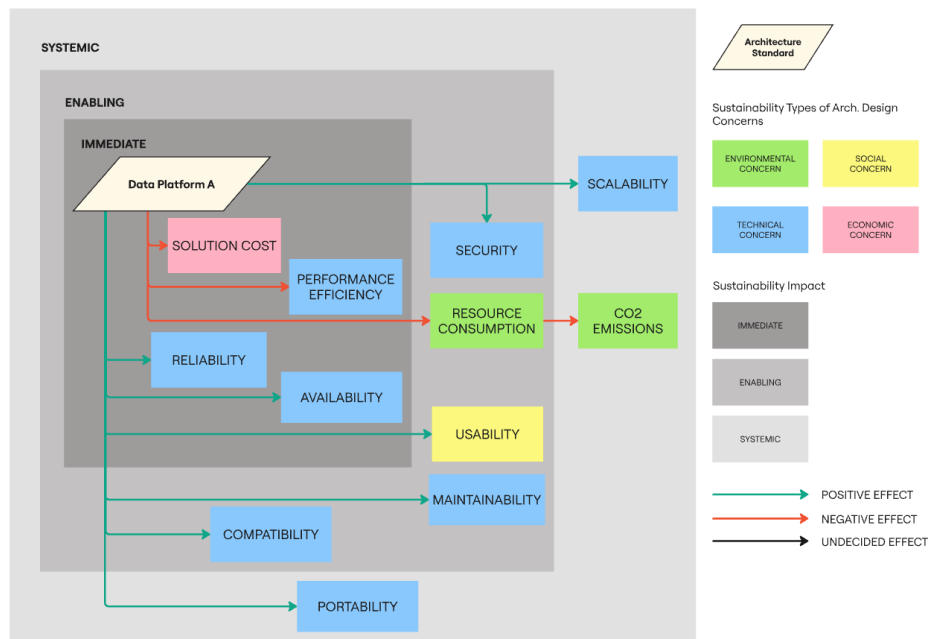 SYSTEMIC
ENABLING
IMMEDIATE
Data Platform A
SCALABILITY
SOLUTION COST
SECURITY
PERFORMANCE
EFFICIENCY
RESOURCE
CONSUMPTION
CO2
EMISSIONS
RELIABILITY
AVAILABILITY
USABILITY
MAINTAINABILITY
COMPATIBILITY
PORTABILITY
Architecture
Standard
Sustainability Types of Arch. Design
Concerns
ENVIRONMENTAL
CONCERN
SOCIAL
CONCERN
TECHNICAL
CONCERN
ECONOMIC
CONCERN
Sustainability Impact
IMMEDIATE
ENABLING
SYSTEMIC
POSITIVE EFFECT
NEGATIVE EFFECT
UNDECIDED EFFECT